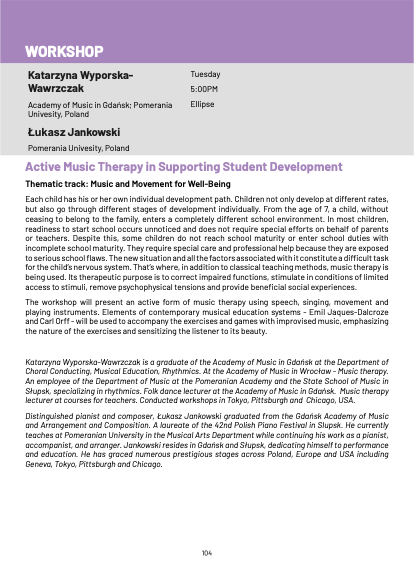 WORKSHOP
Katarzyna Wyporska-
Wawrzczak
Academy of Music in Gdańsk; Pomerania
Univesity, Poland
Łukasz Jankowski
Pomerania Univesity, Poland
Tuesday
5:00PM
Ellipse
Active Music Therapy in Supporting Student Development
Thematic track: Music and Movement for Well-Being
Each child has his or her own individual development path. Children not only develop at different rates,
but also go through different stages of development individually. From the age of 7, a child, without
ceasing to belong to the family, enters a completely different school environment. In most children,
readiness to start school occurs unnoticed and does not require special efforts on behalf of parents
or teachers. Despite this, some children do not reach school maturity or enter school duties with
incomplete school maturity. They require special care and professional help because they are exposed
to serious school flaws. The new situation and all the factors associated with it constitute a difficult task
for the child's nervous system. That's where, in addition to classical teaching methods, music therapy is
being used. Its therapeutic purpose is to correct impaired functions, stimulate in conditions of limited
access to stimuli, remove psychophysical tensions and provide beneficial social experiences.
The workshop will present an active form of music therapy using speech, singing, movement and
playing instruments. Elements of contemporary musical education systems - Emil Jaques-Dalcroze
and Carl Orff - will be used to accompany the exercises and games with improvised music, emphasizing
the nature of the exercises and sensitizing the listener to its beauty.
Katarzyna Wyporska-Wawrzczak is a graduate of the Academy of Music in Gdańsk at the Department of
Choral Conducting, Musical Education, Rhythmics. At the Academy of Music in Wrocław - Music therapy.
An employee of the Department of Music at the Pomeranian Academy and the State School of Music in
Słupsk, specializing in rhythmics. Folk dance lecturer at the Academy of Music in Gdańsk. Music therapy
lecturer at courses for teachers. Conducted workshops in Tokyo, Pittsburgh and Chicago, USA.
Distinguished pianist and composer, Łukasz Jankowski graduated from the Gdańsk Academy of Music
and Arrangement and Composition. A laureate of the 42nd Polish Piano Festival in Slupsk. He currently
teaches at Pomeranian University in the Musical Arts Department while continuing his work as a pianist,
accompanist, and arranger. Jankowski resides in Gdańsk and Słupsk, dedicating himself to performance
and education. He has graced numerous prestigious stages across Poland, Europe and USA including
Geneva, Tokyo, Pittsburgh and Chicago.
104